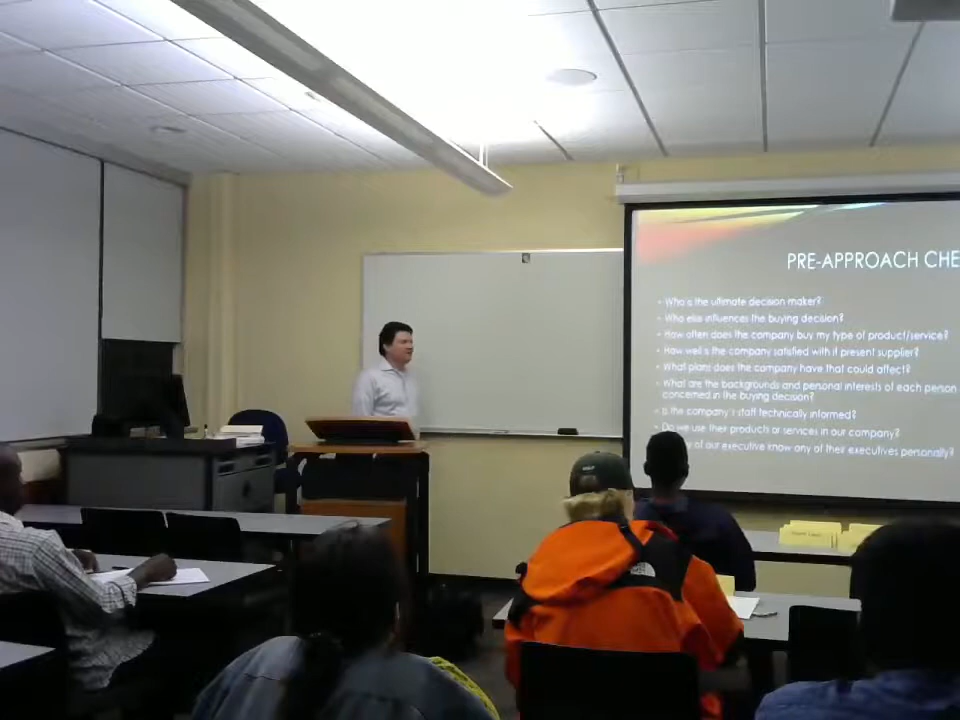 PRE-APPROACH CHE
Who is the ultimate decision maker?
Who else influences the buying decision?
How often does the company buy my type of product/service?
How well is the company satisfied with it present supplier?
What plans does the company have that could affect?
What are the backgrounds and personal interests of each person
concerned in the buying decision?
Is the company's staff technically informed?
Do we use their products or services in our company?
of our executive know any of their executives personally?